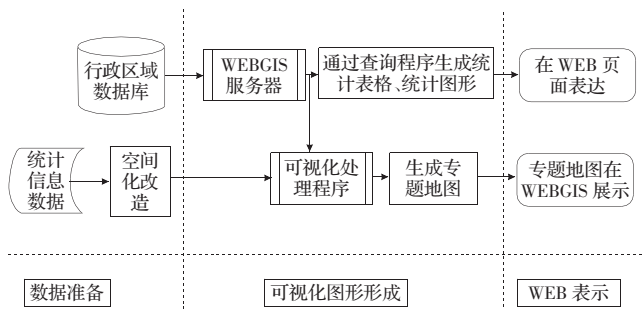 行政区域
数据库
WEBGIS
服务器
通过查询程序生成统
计表格、统计图形
在 WEB 页
面表达
统计
信息
数据
空间
化改
造
可视化处
理程序
生成专
题地图
专题地图在
WEBGIS 展示
数据准备
可视化图形形成
WEB 表示